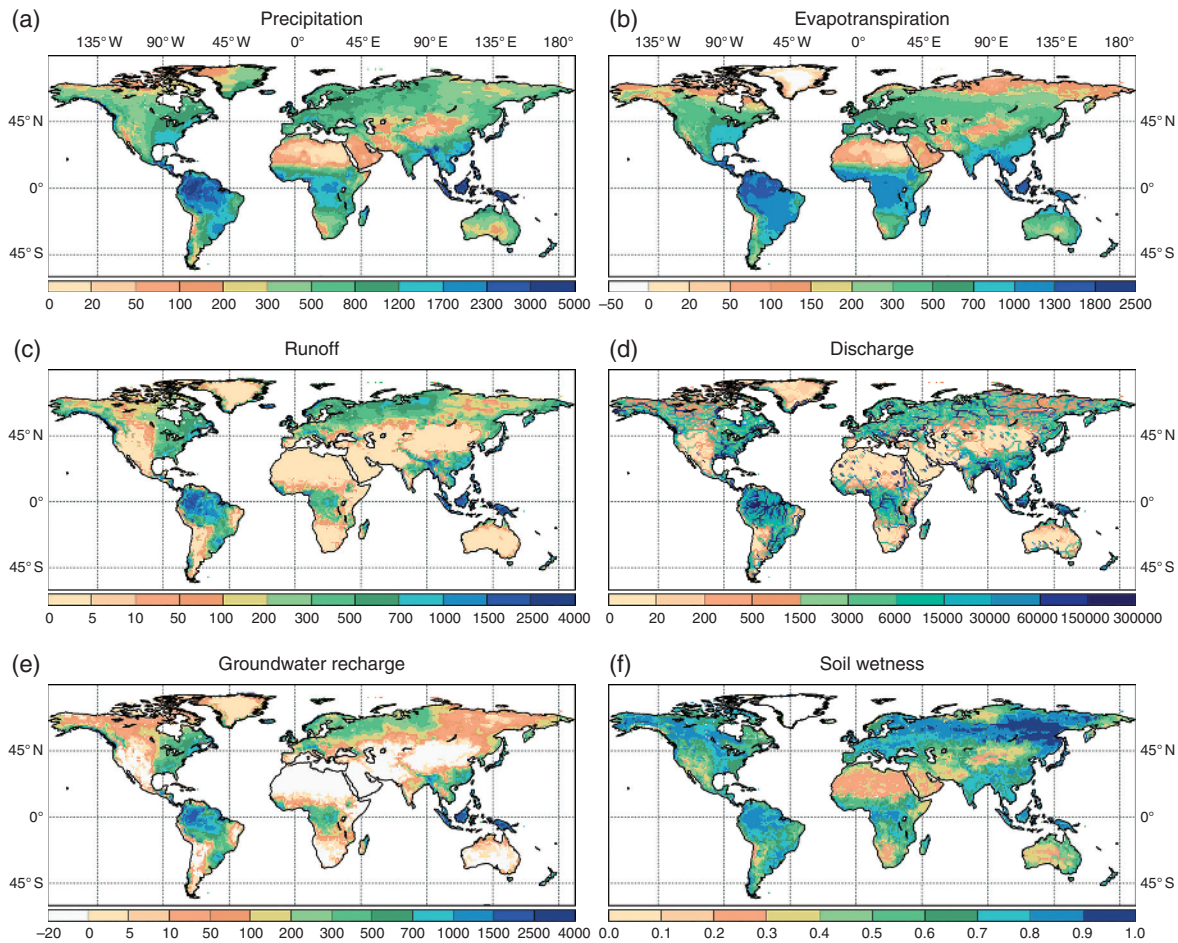 (a) Precipitation
135° W 90° W 45° W 0° 45° E 90° E 135° E 180°
45° N
0°
45° S
0 20 50 100 200 300 500 800 1200 1700 2300 3000 5000
(b) Evapotranspiration
135° W 90° W 45° W 0° 45° E 90° E 135° E 180°
45° N
0°
45° S
−50 0 20 50 100 150 200 300 500 700 1000 1300 1800 2500
(c) Runoff
45° N
0°
45° S
0 5 10 50 100 200 300 500 700 1000 1500 2500 4000
(d) Discharge
45° N
0°
45° S
0 20 200 500 1500 3000 6000 15000 30000 60000 150000 300000
(e) Groundwater recharge
45° N
0°
45° S
−20 0 5 10 50 100 200 300 500 700 1000 1500 2500 4000
(f) Soil wetness
45° N
0°
45° S
0.0 0.1 0.2 0.3 0.4 0.5 0.6 0.7 0.8 0.9 1.0